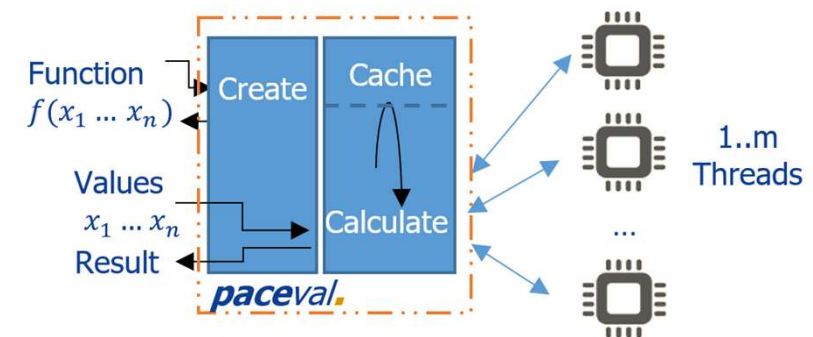 Function
f(x₁ ... xₙ)
Values
x₁ ... xₙ
Result
Create
Cache
Calculate
paceval.
1..m
Threads
...